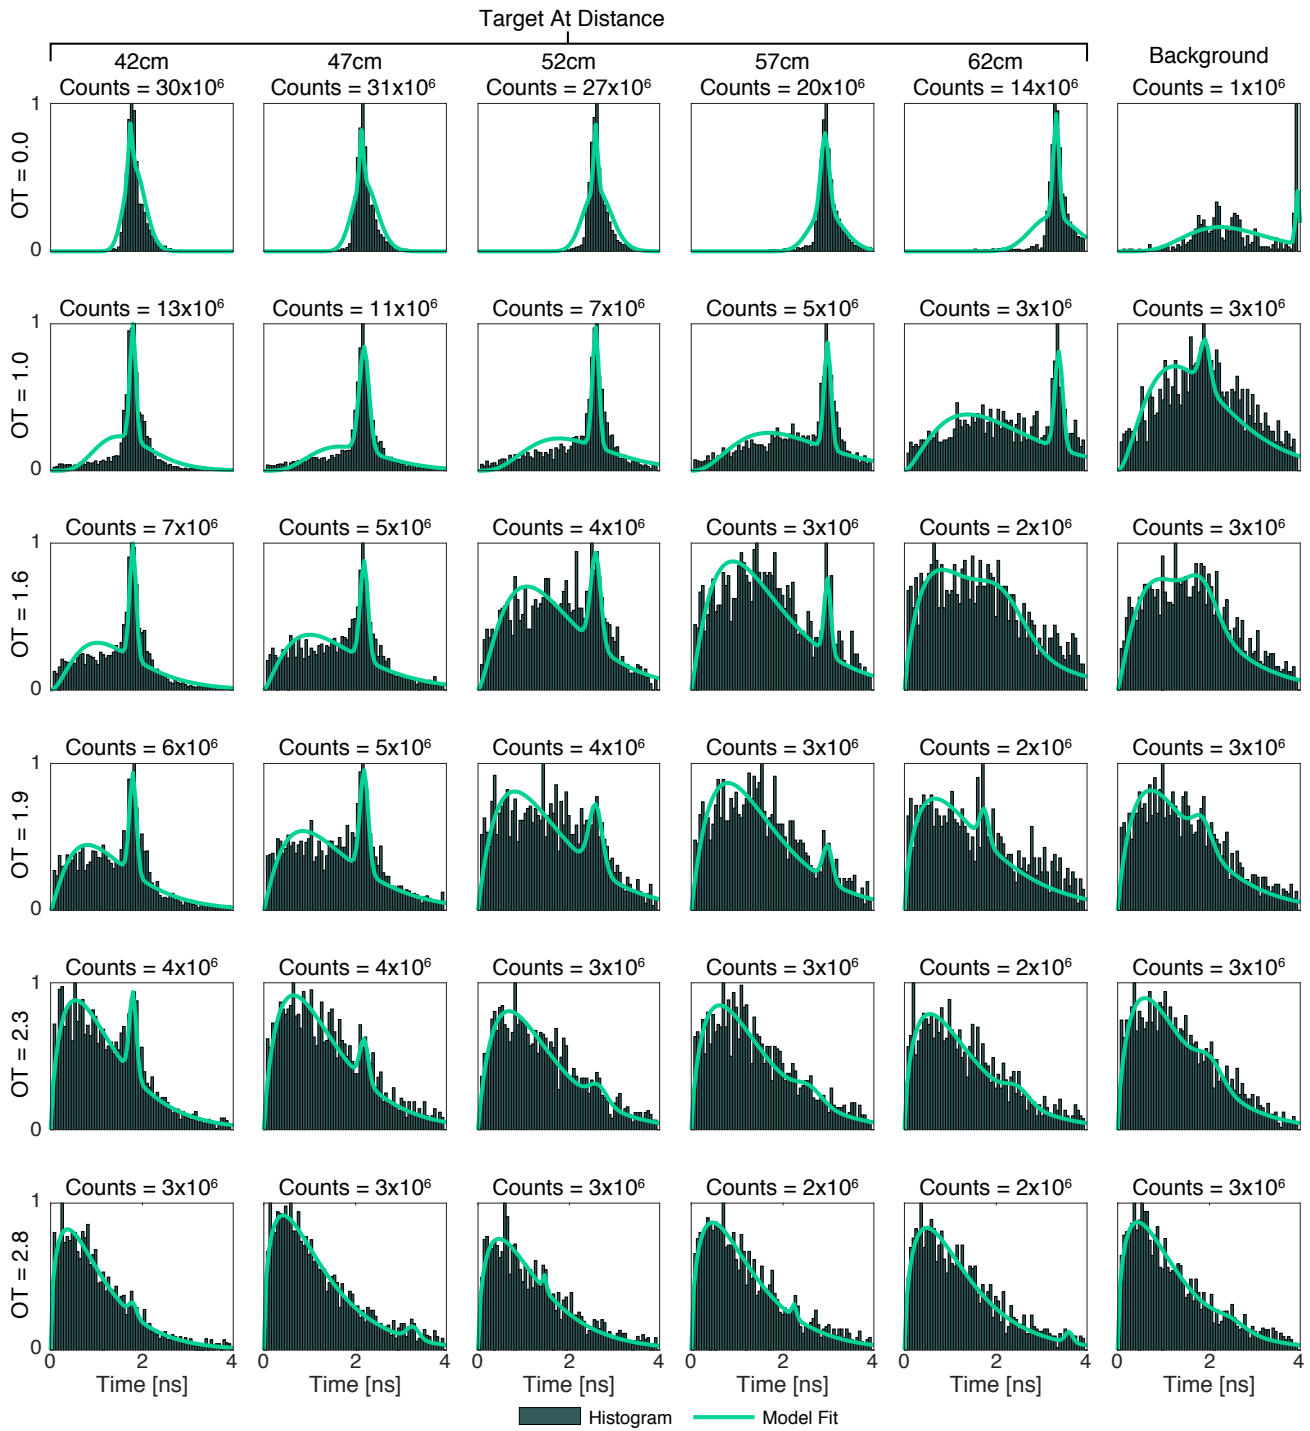 Target At Distance
42cm 47cm 52cm 57cm 62cm Background
Counts = 30x10⁶ Counts = 31x10⁶ Counts = 27x10⁶ Counts = 20x10⁶ Counts = 14x10⁶ Counts = 1x10⁶
1
OT = 0.0
0
Counts = 13x10⁶ Counts = 11x10⁶ Counts = 7x10⁶ Counts = 5x10⁶ Counts = 3x10⁶ Counts = 3x10⁶
1
OT = 1.0
0
Counts = 7x10⁶ Counts = 5x10⁶ Counts = 4x10⁶ Counts = 3x10⁶ Counts = 2x10⁶ Counts = 3x10⁶
1
OT = 1.6
0
Counts = 6x10⁶ Counts = 5x10⁶ Counts = 4x10⁶ Counts = 3x10⁶ Counts = 2x10⁶ Counts = 3x10⁶
1
OT = 1.9
0
Counts = 4x10⁶ Counts = 4x10⁶ Counts = 3x10⁶ Counts = 3x10⁶ Counts = 2x10⁶ Counts = 3x10⁶
1
OT = 2.3
0
Counts = 3x10⁶ Counts = 3x10⁶ Counts = 3x10⁶ Counts = 2x10⁶ Counts = 2x10⁶ Counts = 3x10⁶
1
OT = 2.8
0
0 2 4 0 2 4 0 2 4 0 2 4 0 2 4 0 2 4
Time [ns] Time [ns] Time [ns] Time [ns] Time [ns] Time [ns]
Histogram Model Fit